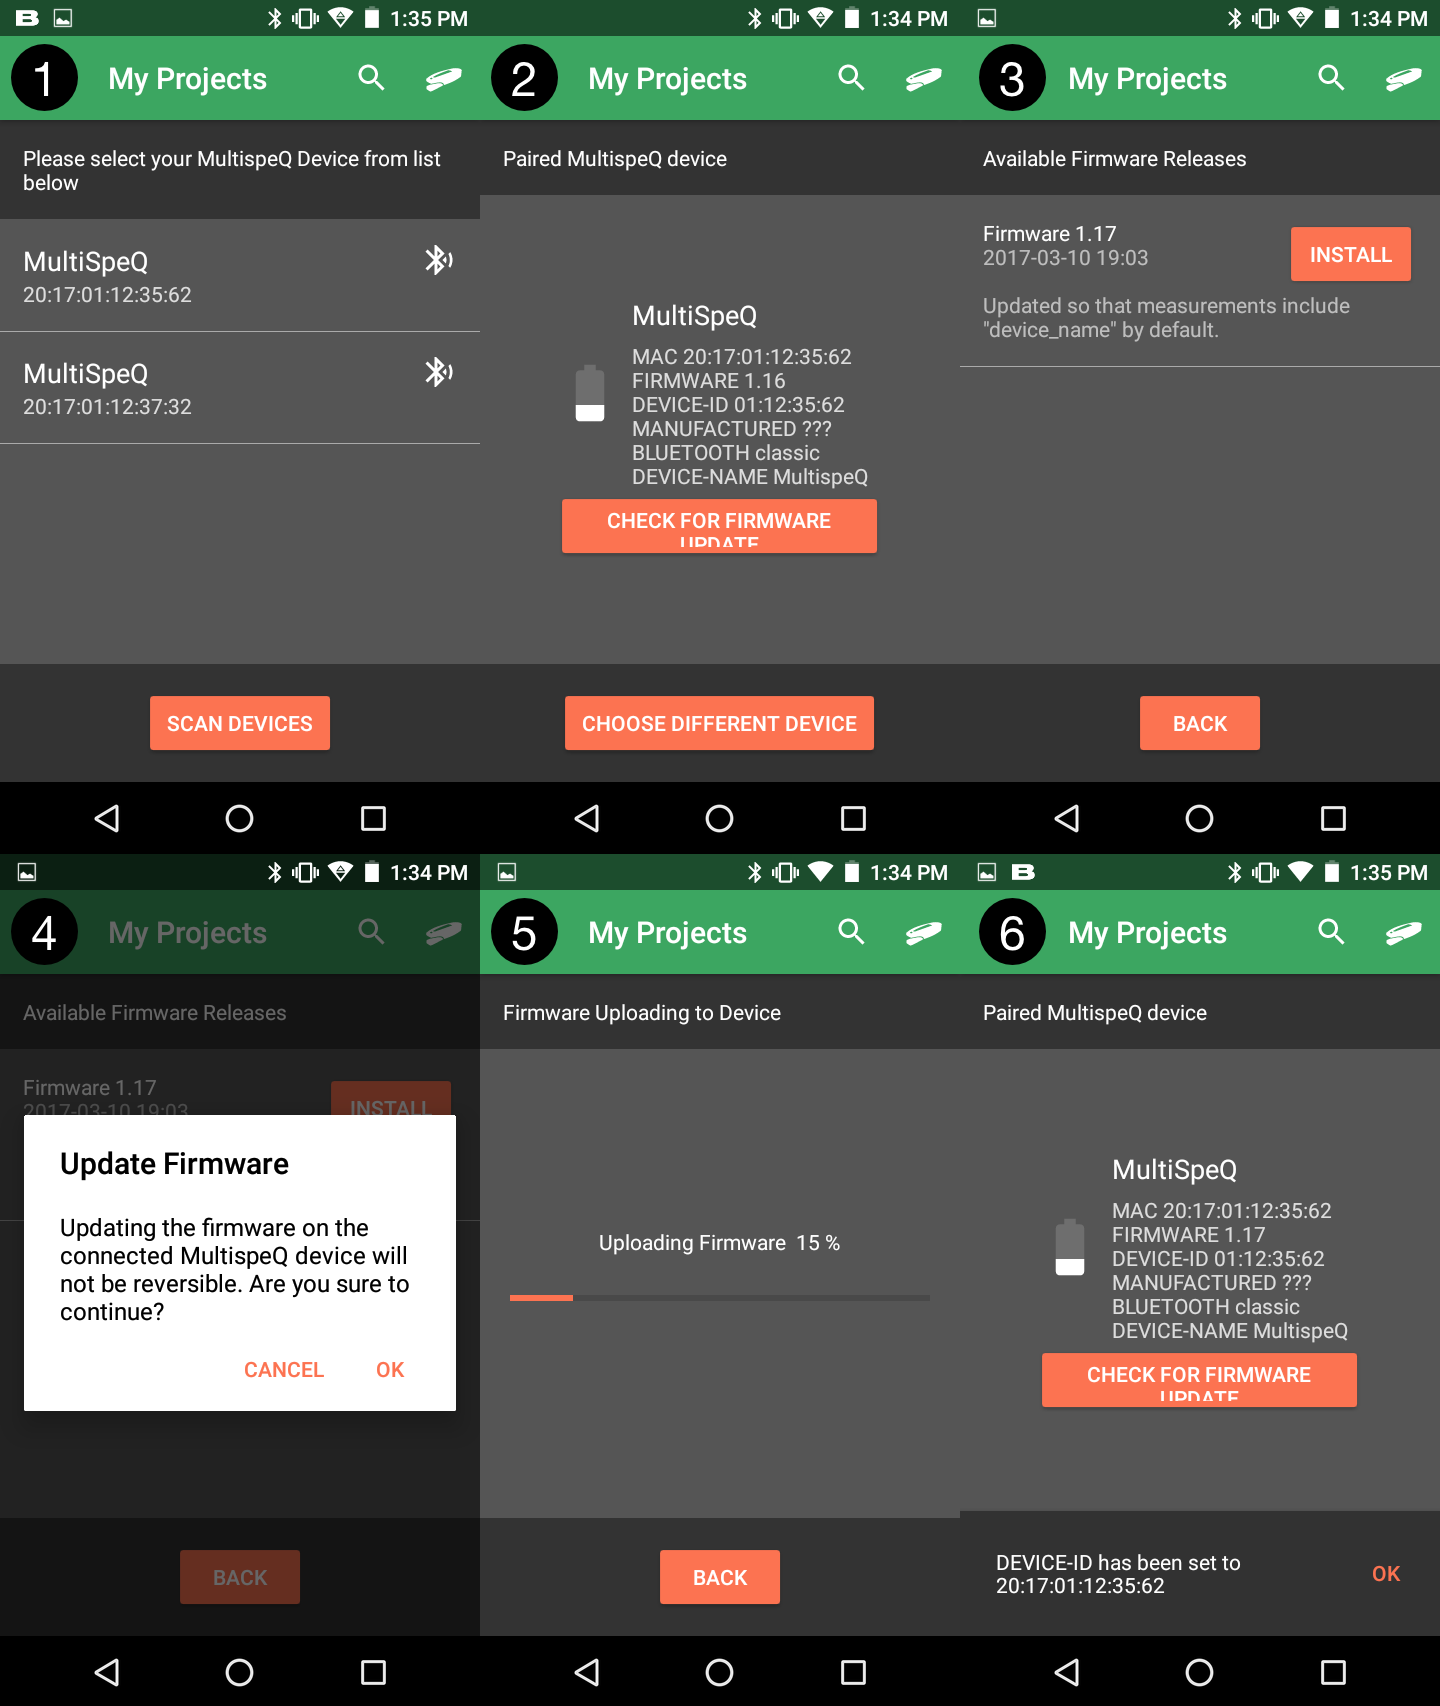 B 1:35 PM
1 My Projects
Please select your MultispeQ Device from list
below
MultiSpeQ
20:17:01:12:35:62
MultiSpeQ
20:17:01:12:37:32
SCAN DEVICES
1:34 PM
2 My Projects
Paired MultispeQ device
MultiSpeQ
MAC 20:17:01:12:35:62
FIRMWARE 1.16
DEVICE-ID 01:12:35:62
MANUFACTURED ???
BLUETOOTH classic
DEVICE-NAME MultispeQ
CHECK FOR FIRMWARE
UPDATE
CHOOSE DIFFERENT DEVICE
1:34 PM
3 My Projects
Available Firmware Releases
Firmware 1.17
2017-03-10 19:03
INSTALL
Updated so that measurements include
"device_name" by default.
BACK
1:34 PM
4 My Projects
Available Firmware Releases
Firmware 1.17
2017-03-10 19:03
INSTALL
Update Firmware
Updating the firmware on the
connected MultispeQ device will
not be reversible. Are you sure to
continue?
CANCEL OK
BACK
1:34 PM
5 My Projects
Firmware Uploading to Device
Uploading Firmware 15 %
BACK
B 1:35 PM
6 My Projects
Paired MultispeQ device
MultiSpeQ
MAC 20:17:01:12:35:62
FIRMWARE 1.17
DEVICE-ID 01:12:35:62
MANUFACTURED ???
BLUETOOTH classic
DEVICE-NAME MultispeQ
CHECK FOR FIRMWARE
UPDATE
DEVICE-ID has been set to
20:17:01:12:35:62
OK